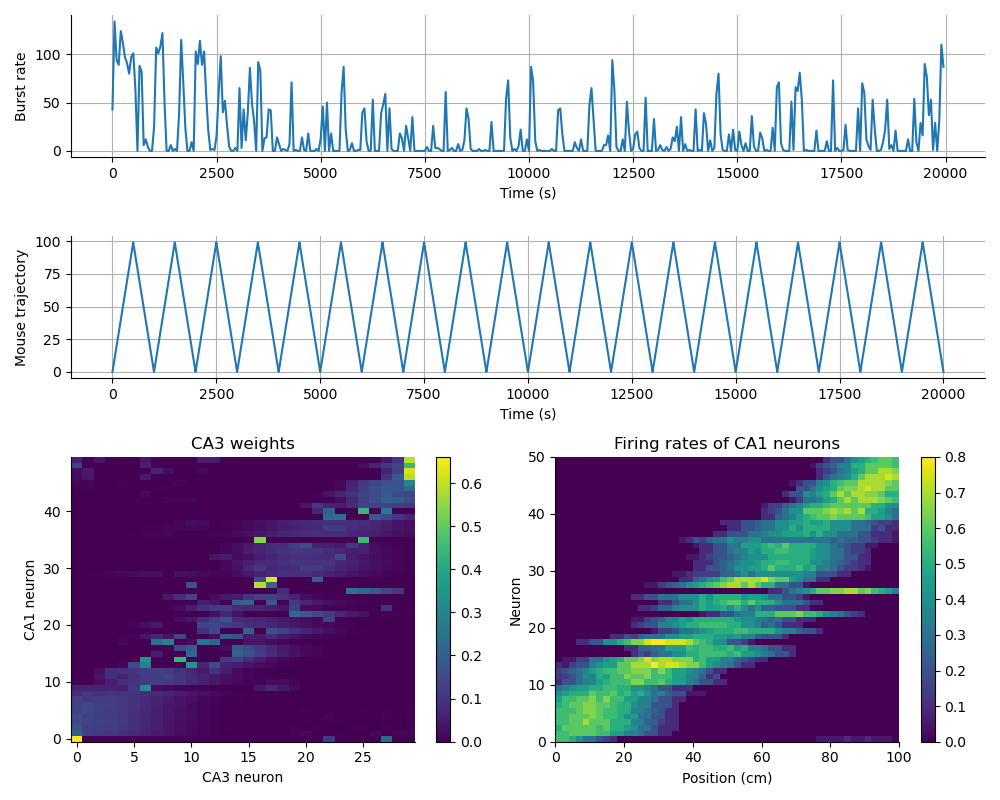 Burst rate
100
50
0
0 2500 5000 7500 10000 12500 15000 17500 20000
Time (s)
Mouse trajectory
100
75
50
25
0
0 2500 5000 7500 10000 12500 15000 17500 20000
Time (s)
CA3 weights
CA1 neuron
40
30
20
10
0
0 5 10 15 20 25
CA3 neuron
0.6
0.5
0.4
0.3
0.2
0.1
0.0
Firing rates of CA1 neurons
Neuron
50
40
30
20
10
0
0 20 40 60 80 100
Position (cm)
0.8
0.7
0.6
0.5
0.4
0.3
0.2
0.1
0.0